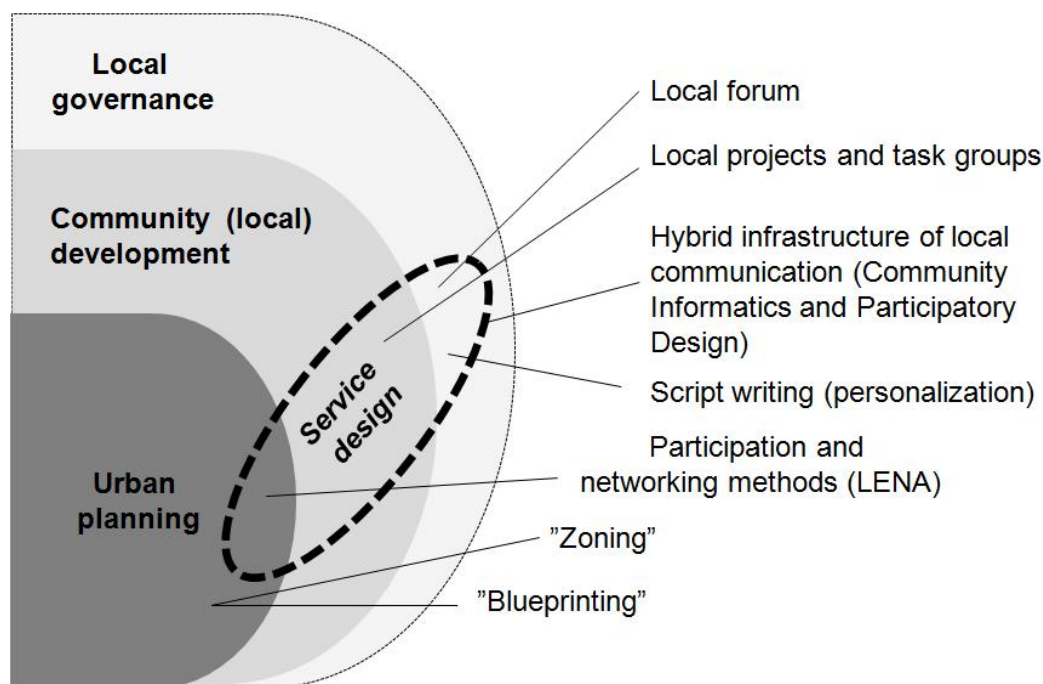 Local
governance
Community (local)
development
Urban
planning
Service
design
Local forum
Local projects and task groups
Hybrid infrastructure of local
communication (Community
Informatics and Participatory
Design)
Script writing (personalization)
Participation and
networking methods (LENA)
”Zoning”
”Blueprinting”